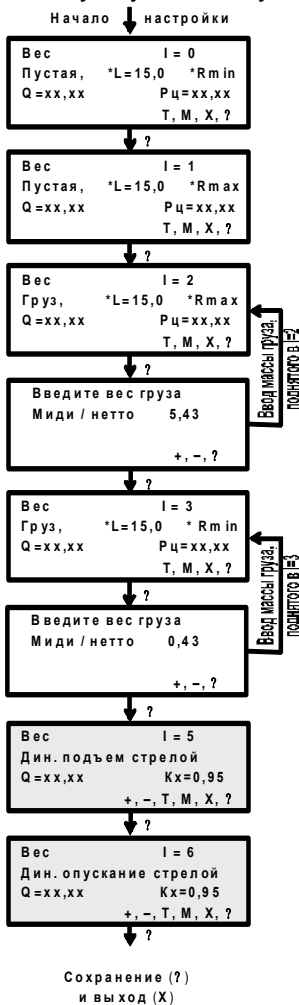 Начало настройки
Вес I = 0
Пустая, *L=15,0 *Rmin
Q=xx,xx Рц=xx,xx
Т, М, Х, ?
?
Вес I = 1
Пустая, *L=15,0 *Rmax
Q=xx,xx Рц=xx,xx
Т, М, Х, ?
?
Вес I = 2
Груз, *L=15,0 *Rmax
Q=xx,xx Рц=xx,xx
Т, М, Х, ?
Ввод массы груза,
поднятого в I=2
?
Введите вес груза
Миди / нетто 5,43
+, –, ?
?
Вес I = 3
Груз, *L=15,0 * Rmin
Q=xx,xx Рц=xx,xx
Т, М, Х, ?
Ввод массы груза,
поднятого в I=3
?
Введите вес груза
Миди / нетто 0,43
+, –, ?
?
Вес I = 5
Дин. подъем стрелой
Q=xx,xx Кх=0,95
+, –, Т, М, Х, ?
?
Вес I = 6
Дин. опускание стрелой
Q=xx,xx Кх=0,95
+, –, Т, М, Х, ?
?
Сохранение (?)
и выход (Х)